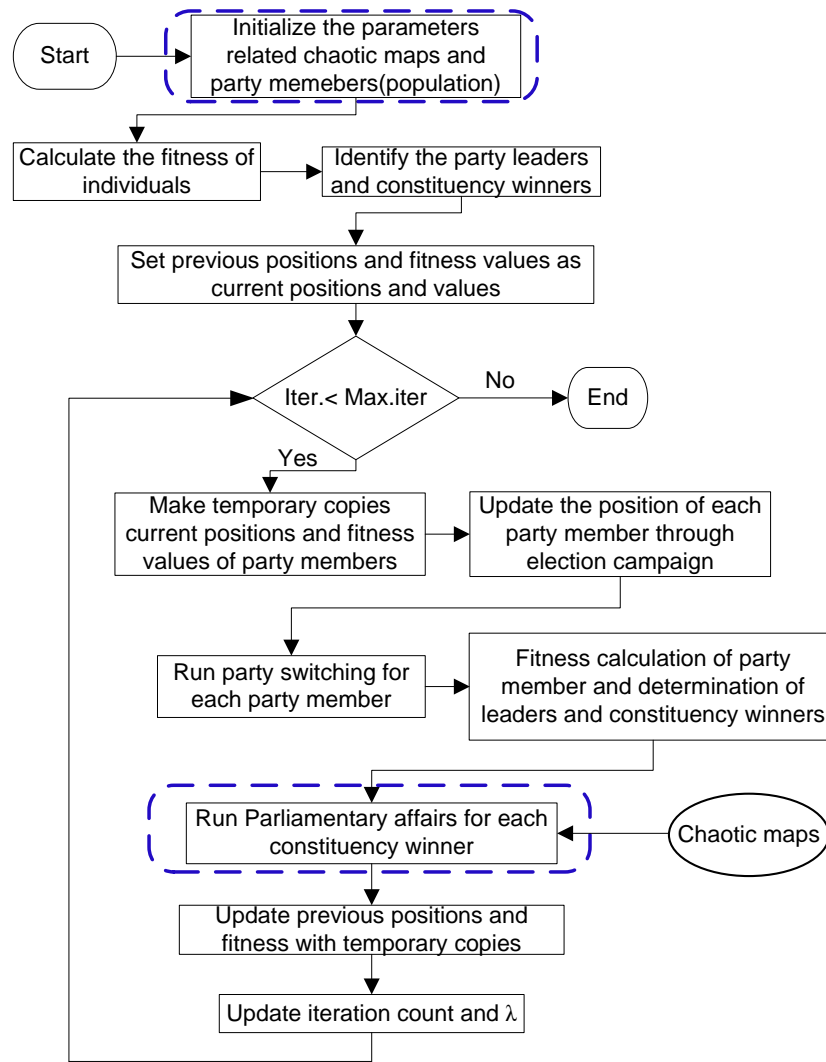 Start
Initialize the parameters
related chaotic maps and
party memebers(population)
Calculate the fitness of
individuals
Identify the party leaders
and constituency winners
Set previous positions and fitness values as
current positions and values
Iter.< Max.iter
No
End
Yes
Make temporary copies
current positions and fitness
values of party members
Update the position of each
party member through
election campaign
Run party switching for
each party member
Fitness calculation of party
member and determination of
leaders and constituency winners
Run Parliamentary affairs for each
constituency winner
Chaotic maps
Update previous positions and
fitness with temporary copies
Update iteration count and λ